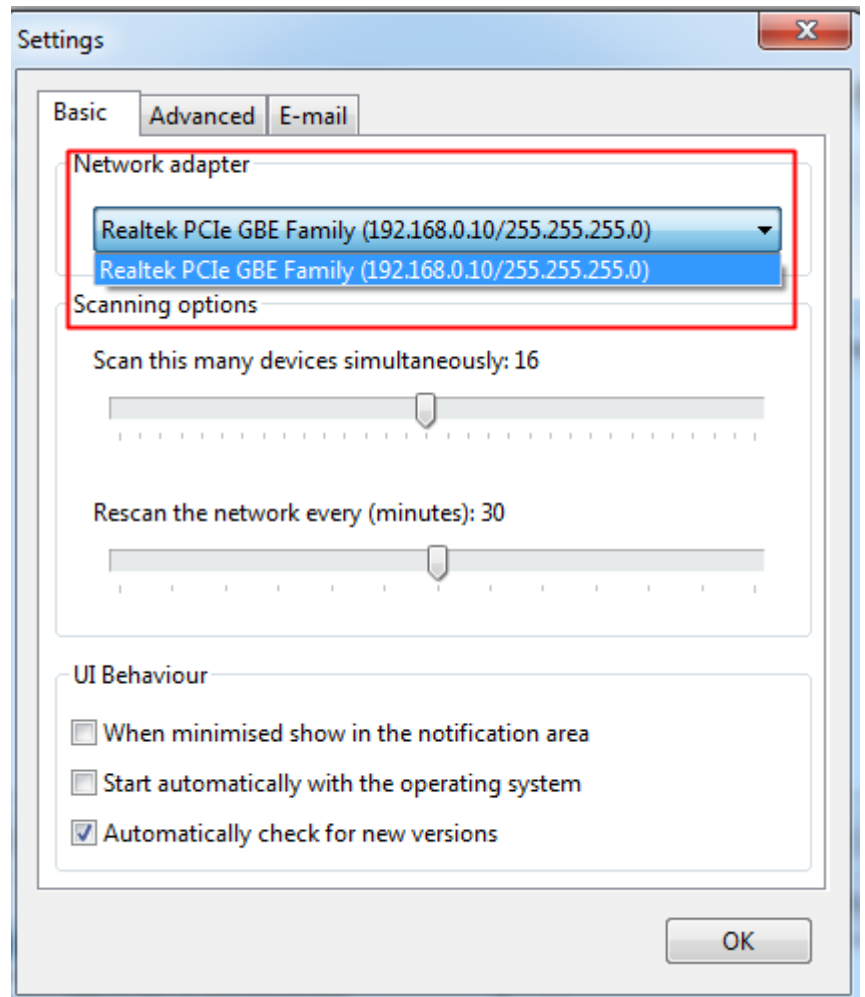 Settings
Basic Advanced E-mail
Network adapter
Realtek PCIe GBE Family (192.168.0.10/255.255.255.0)
Realtek PCIe GBE Family (192.168.0.10/255.255.255.0)
Scanning options
Scan this many devices simultaneously: 16
Rescan the network every (minutes): 30
UI Behaviour
When minimised show in the notification area
Start automatically with the operating system
Automatically check for new versions
OK